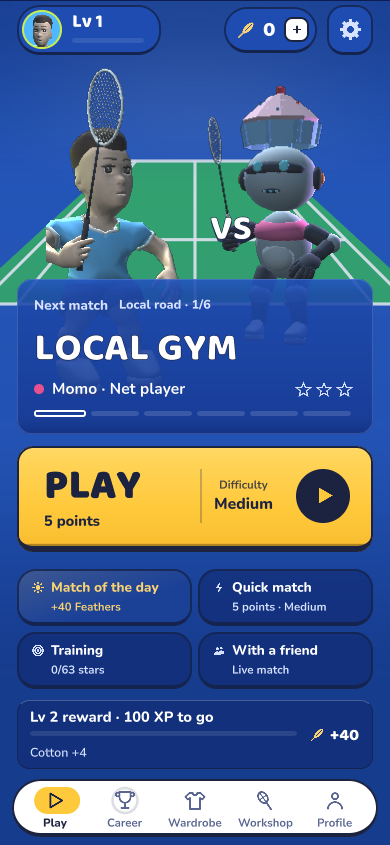 Lv 1
0
+
VS
Next match Local road · 1/6
LOCAL GYM
Momo · Net player
PLAY
5 points
Difficulty
Medium
Match of the day
+40 Feathers
Quick match
5 points · Medium
Training
0/63 stars
With a friend
Live match
Lv 2 reward · 100 XP to go
+40
Cotton +4
Play
Career
Wardrobe
Workshop
Profile